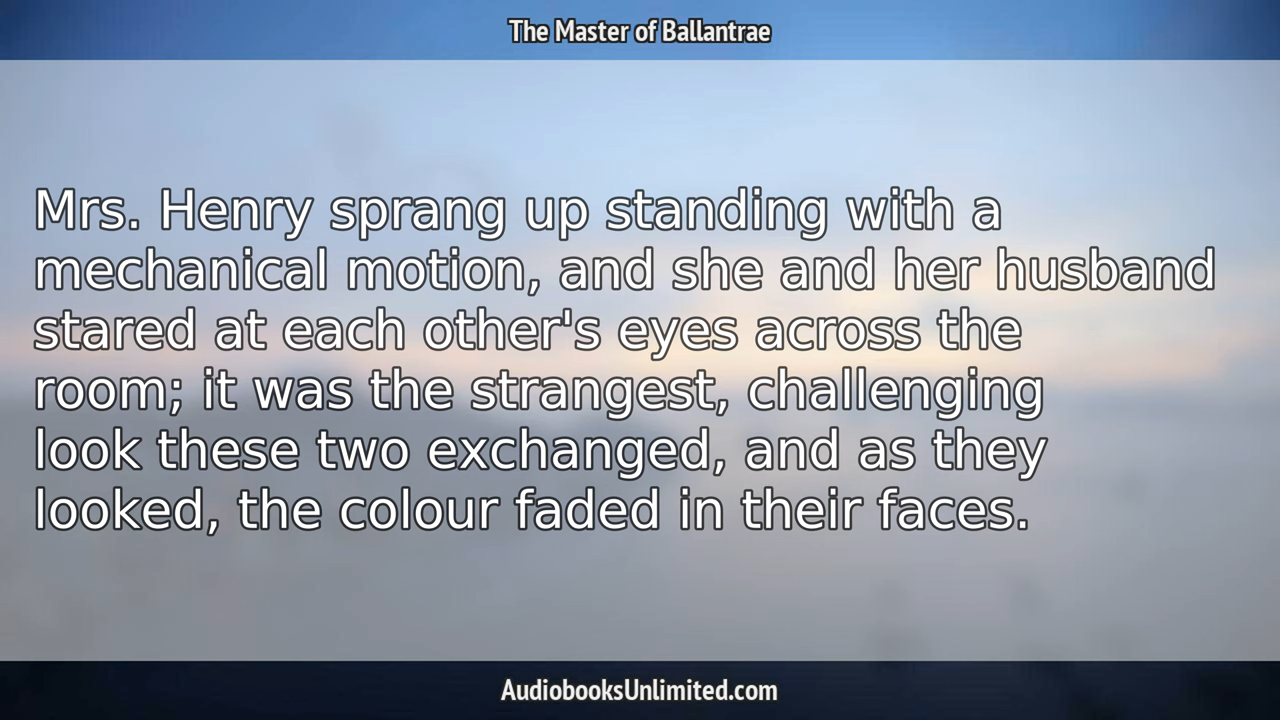 The Master of Ballantrae
Mrs. Henry sprang up standing with a
mechanical motion, and she and her husband
stared at each other's eyes across the
room; it was the strangest, challenging
look these two exchanged, and as they
looked, the colour faded in their faces.
AudiobooksUnlimited.com